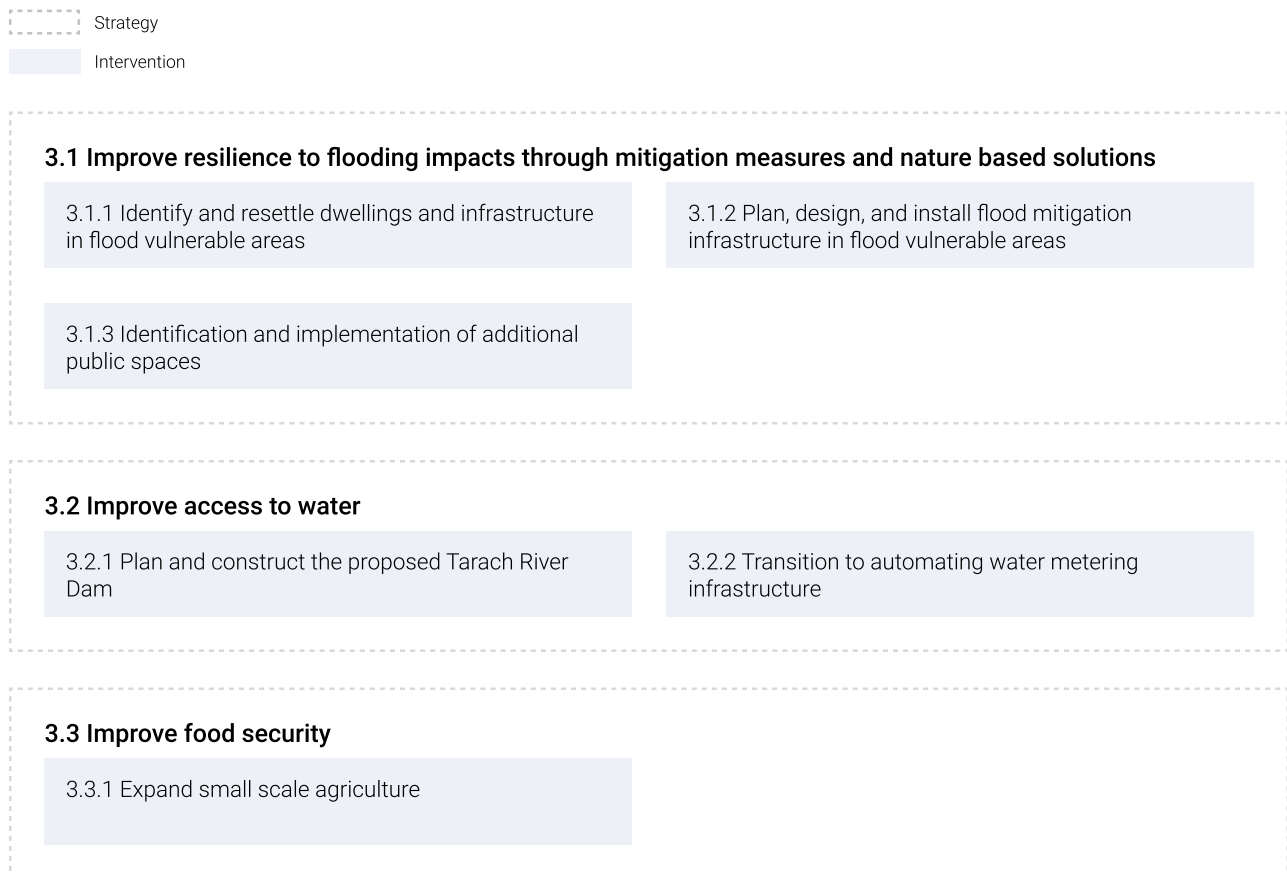 Strategy
Intervention
3.1 Improve resilience to flooding impacts through mitigation measures and nature based solutions
3.1.1 Identify and resettle dwellings and infrastructure
in flood vulnerable areas
3.1.2 Plan, design, and install flood mitigation
infrastructure in flood vulnerable areas
3.1.3 Identification and implementation of additional
public spaces
3.2 Improve access to water
3.2.1 Plan and construct the proposed Tarach River
Dam
3.2.2 Transition to automating water metering
infrastructure
3.3 Improve food security
3.3.1 Expand small scale agriculture